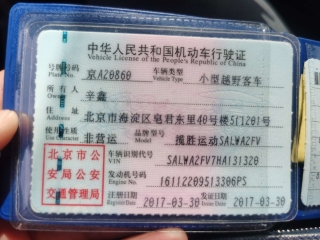 中华人民共和国机动车行驶证
Vehicle License of the People's Republic of China
号牌号码 京AZ0860 车辆类型 小型越野客车
Plate No. Vehicle Type
所有人 辛鑫
Owner
住址 北京市海淀区皂君东里40号楼5门201号
Address
使用性质 非营运 品牌型号 揽胜运动SALWA2FV
Use Character Model
北京市公
安局公安
交通管理局
车辆识别代号 SALWA2FV7HA131320
VIN
发动机号码 16112209513306PS
Engine No.
注册日期 2017-03-30 发证日期 2017-03-30
Register Date Issue Date